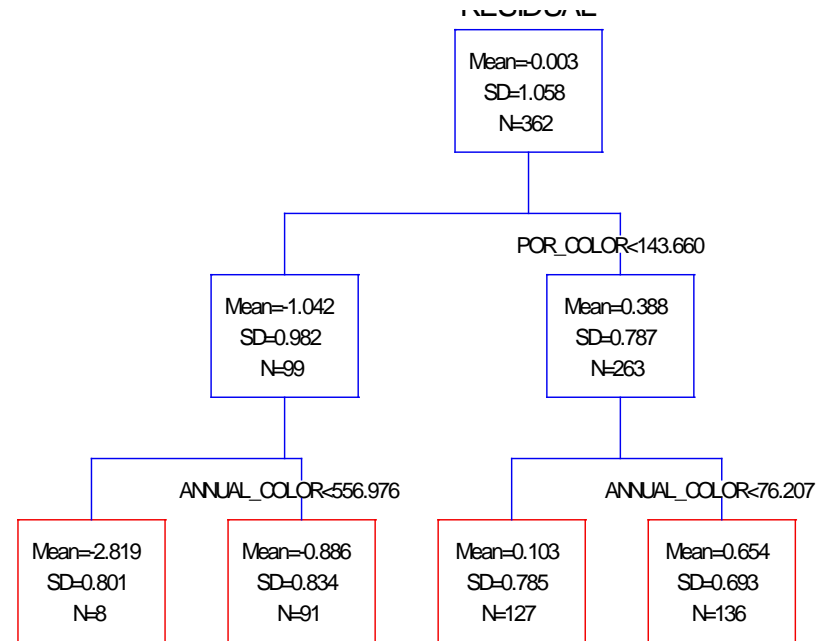 RESIDUAL
Mean=-0.003
SD=1.058
N=362
POR_COLOR<143.660
Mean=-1.042
SD=0.982
N=99
Mean=0.388
SD=0.787
N=263
ANNUAL_COLOR<556.976
ANNUAL_COLOR<76.207
Mean=-2.819
SD=0.801
N=8
Mean=-0.886
SD=0.834
N=91
Mean=0.103
SD=0.785
N=127
Mean=0.654
SD=0.693
N=136